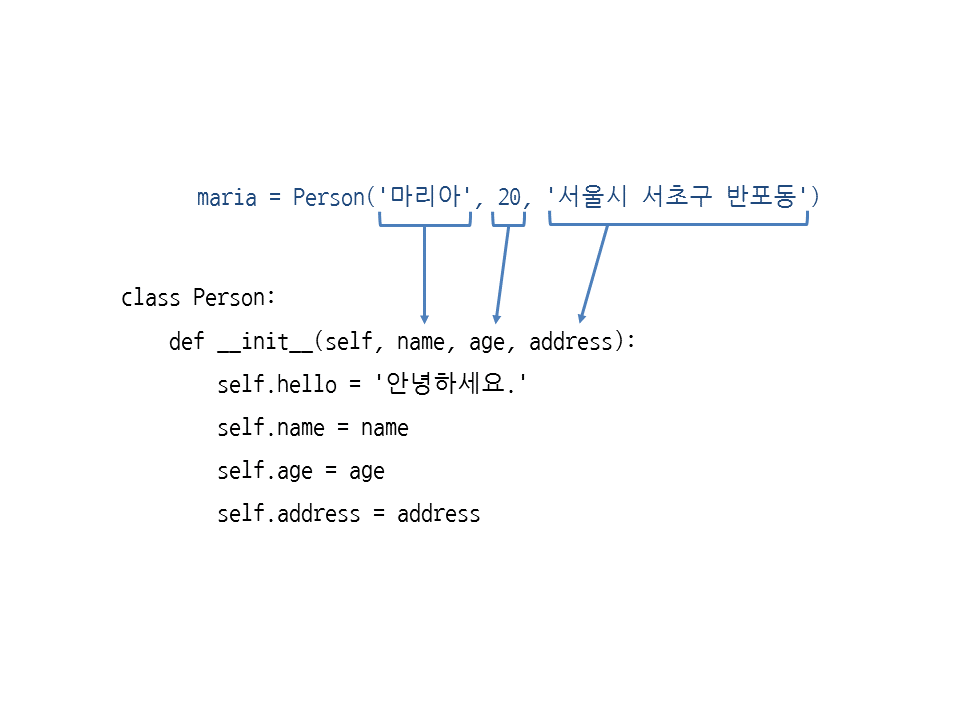 maria = Person('마리아', 20, '서울시 서초구 반포동')
class Person:
    def __init__(self, name, age, address):
        self.hello = '안녕하세요.'
        self.name = name
        self.age = age
        self.address = address